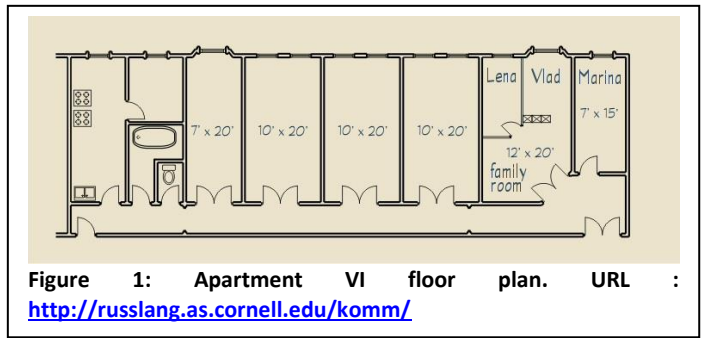 Lena Vlad Marina
7' x 15'
7' x 20' 10' x 20' 10' x 20' 10' x 20'
12' x 20'
family
room
Figure 1: Apartment VI floor plan. URL :
http://russlang.as.cornell.edu/komm/